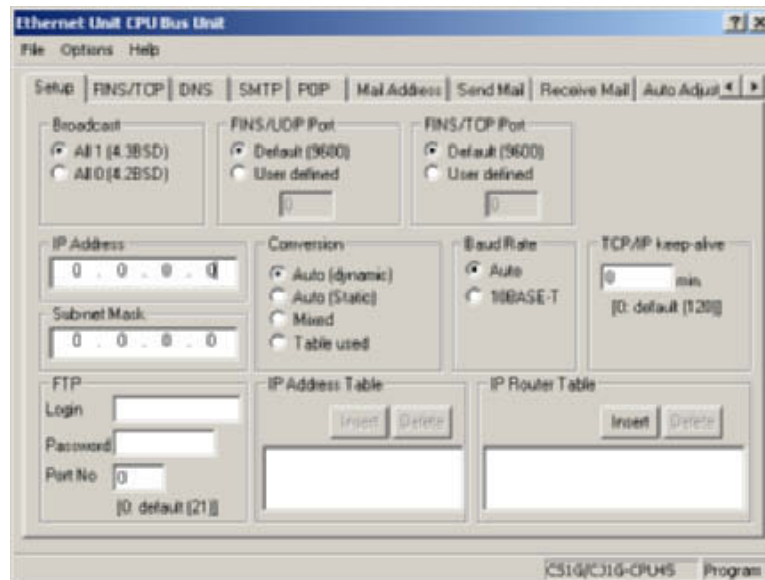 Ethernet Unit CPU Bus Unit
File Options Help
Setup FINS/TCP DNS SMTP POP Mail Address Send Mail Receive Mail Auto Adjust
Broadcast
All 1 (4.3BSD)
All 0 (4.2BSD)
FINS/UDP Port
Default (9600)
User defined
0
FINS/TCP Port
Default (9600)
User defined
0
IP Address
0 . 0 . 0 . 0
Sub-net Mask
0 . 0 . 0 . 0
Conversion
Auto (dynamic)
Auto (Static)
Mixed
Table used
Baud Rate
Auto
10BASE-T
TCP/IP keep-alive
0 min.
[0: default (120)]
FTP
Login
Password
Port No 0
[0: default (21)]
IP Address Table
Insert Delete
IP Router Table
Insert Delete
CS1G/CJ1G-CPU45 Program